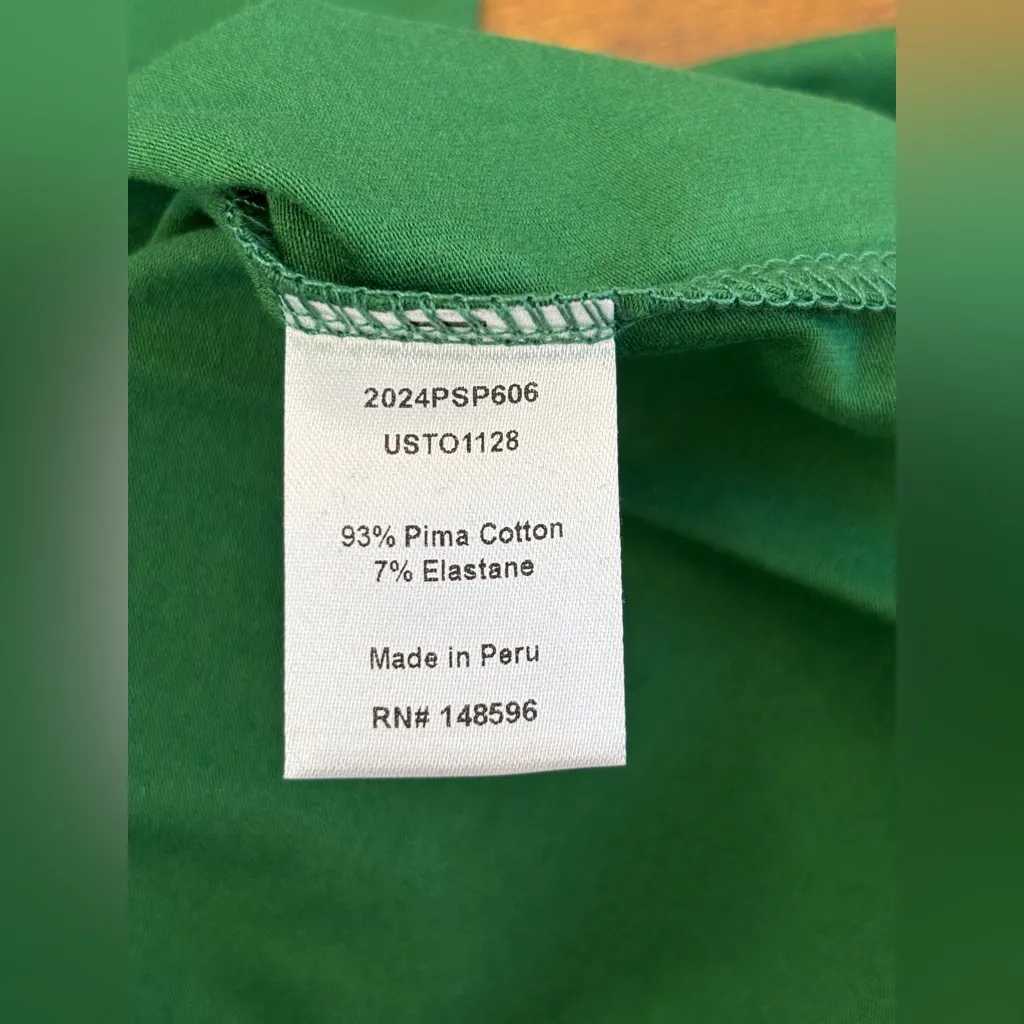 2024PSP606
USTO1128
93% Pima Cotton
7% Elastane
Made in Peru
RN# 148596